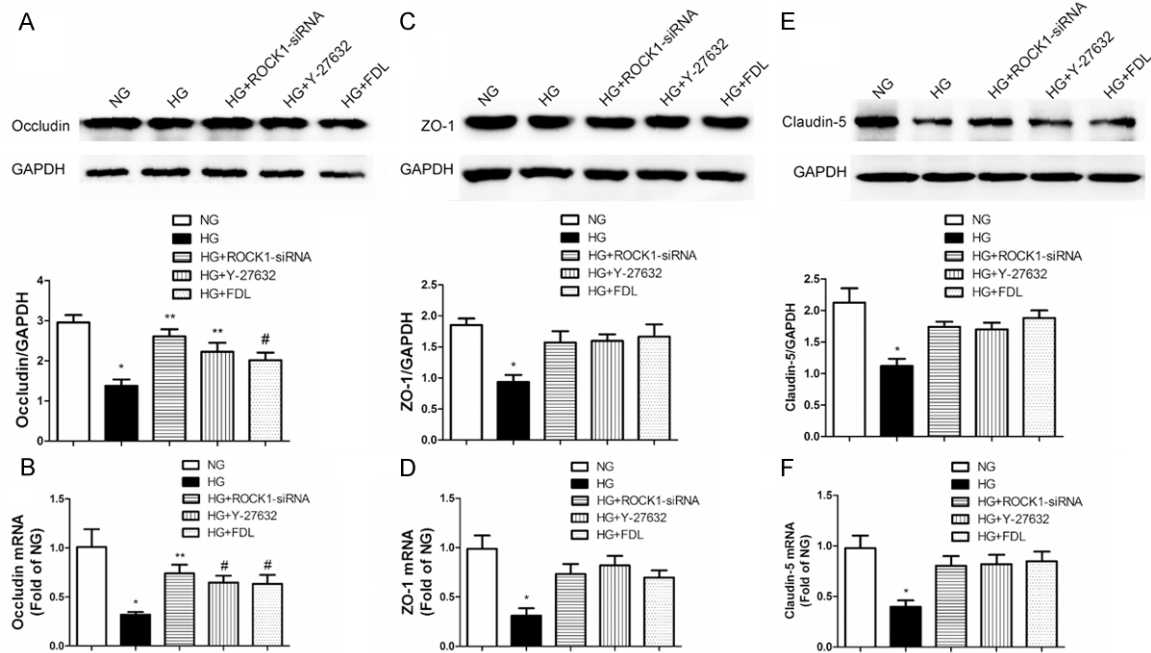 A
NG
HG
HG+ROCK1-siRNA
HG+Y-27632
HG+FDL
Occludin
GAPDH
NG
HG
HG+ROCK1-siRNA
HG+Y-27632
HG+FDL
Occludin/GAPDH
4
3
2
1
0
*
**
**
#
B
NG
HG
HG+ROCK1-siRNA
HG+Y-27632
HG+FDL
Occludin mRNA
(Fold of NG)
1.5
1.0
0.5
0.0
*
**
#
#
C
NG
HG
HG+ROCK1-siRNA
HG+Y-27632
HG+FDL
ZO-1
GAPDH
NG
HG
HG+ROCK1-siRNA
HG+Y-27632
HG+FDL
ZO-1/GAPDH
2.5
2.0
1.5
1.0
0.5
0.0
*
D
NG
HG
HG+ROCK1-siRNA
HG+Y-27632
HG+FDL
ZO-1 mRNA
(Fold of NG)
1.5
1.0
0.5
0.0
*
E
NG
HG
HG+ROCK1-siRNA
HG+Y-27632
HG+FDL
Claudin-5
GAPDH
NG
HG
HG+ROCK1-siRNA
HG+Y-27632
HG+FDL
Claudin-5/GAPDH
2.5
2.0
1.5
1.0
0.5
0.0
*
F
NG
HG
HG+ROCK1-siRNA
HG+Y-27632
HG+FDL
Claudin-5 mRNA
(Fold of NG)
1.5
1.0
0.5
0.0
*